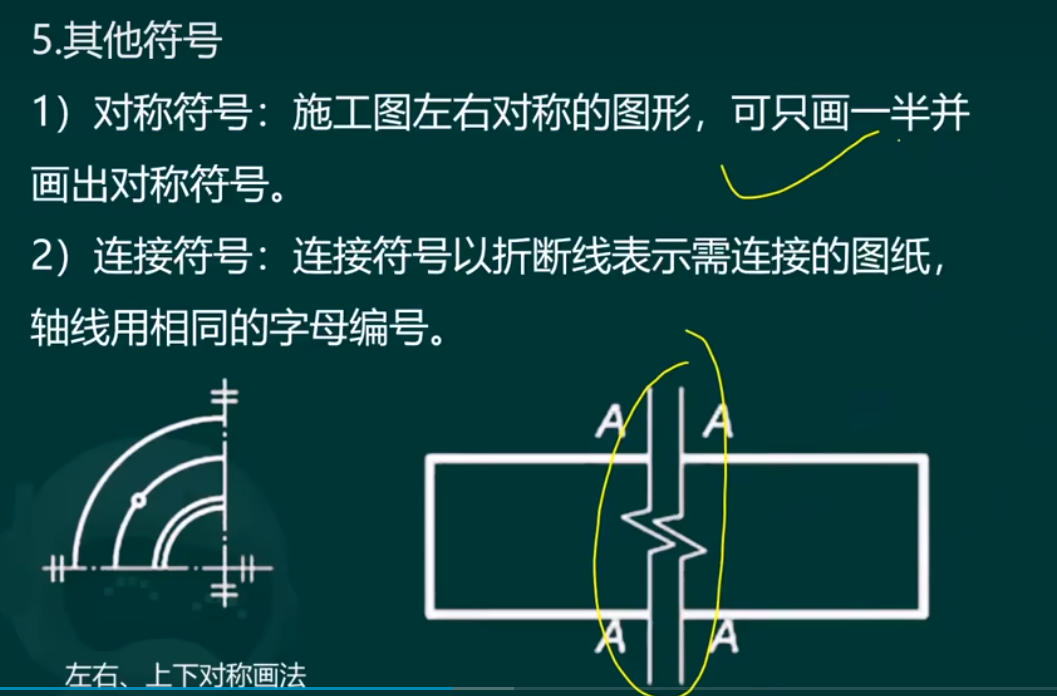 5.其他符号
1）对称符号：施工图左右对称的图形，可只画一半并
画出对称符号。
2）连接符号：连接符号以折断线表示需连接的图纸，
轴线用相同的字母编号。
A A
A A
左右、上下对称画法